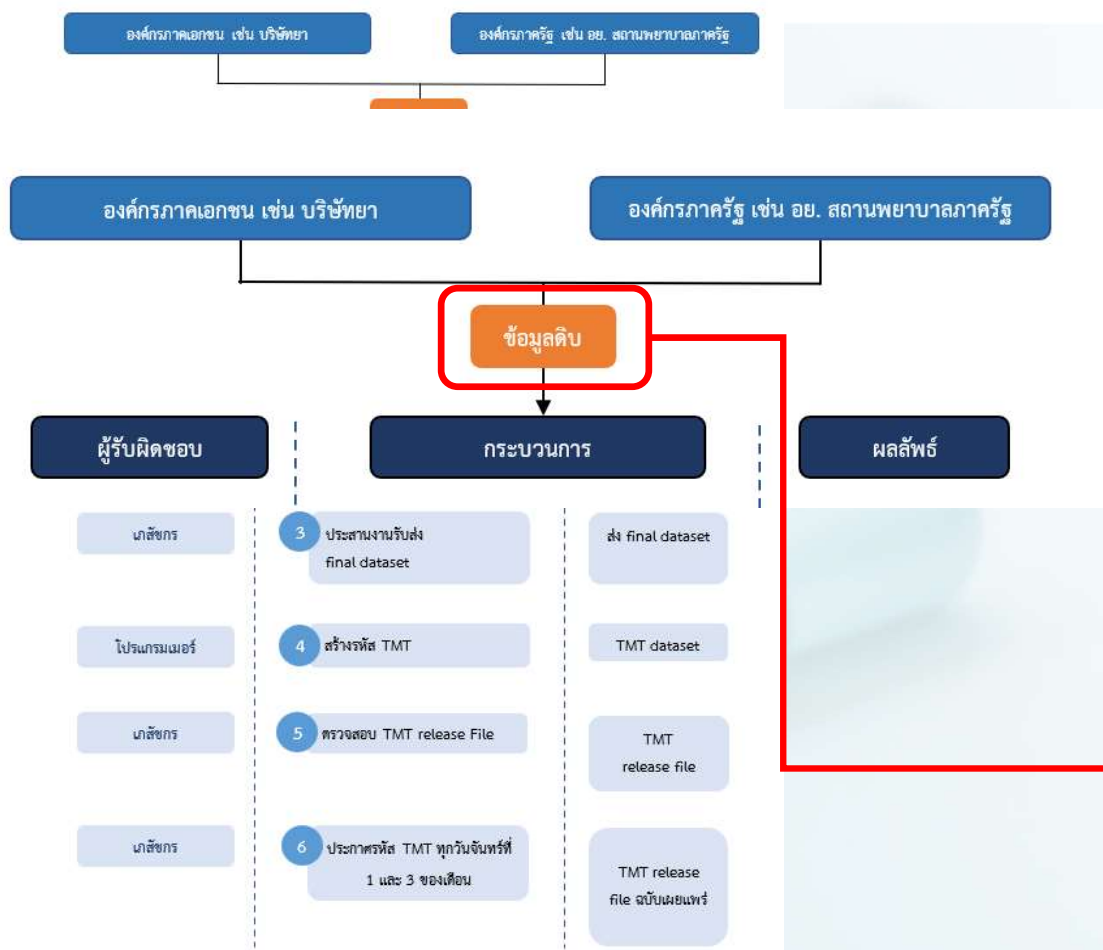 องค์กรภาคเอกชน เช่น บริษัทยา
องค์กรภาครัฐ เช่น อย. สถานพยาบาลภาครัฐ
องค์กรภาคเอกชน เช่น บริษัทยา
องค์กรภาครัฐ เช่น อย. สถานพยาบาลภาครัฐ
ข้อมูลดิบ
ผู้รับผิดชอบ
กระบวนการ
ผลลัพธ์
เภสัชกร
3
ประสานงานรับส่ง
final dataset
ส่ง final dataset
โปรแกรมเมอร์
4
สร้างรหัส TMT
TMT dataset
เภสัชกร
5
ตรวจสอบ TMT release File
TMT
release file
เภสัชกร
6
ประกาศรหัส TMT ทุกวันจันทร์ที่
1 และ 3 ของเดือน
TMT release
file ฉบับเผยแพร่